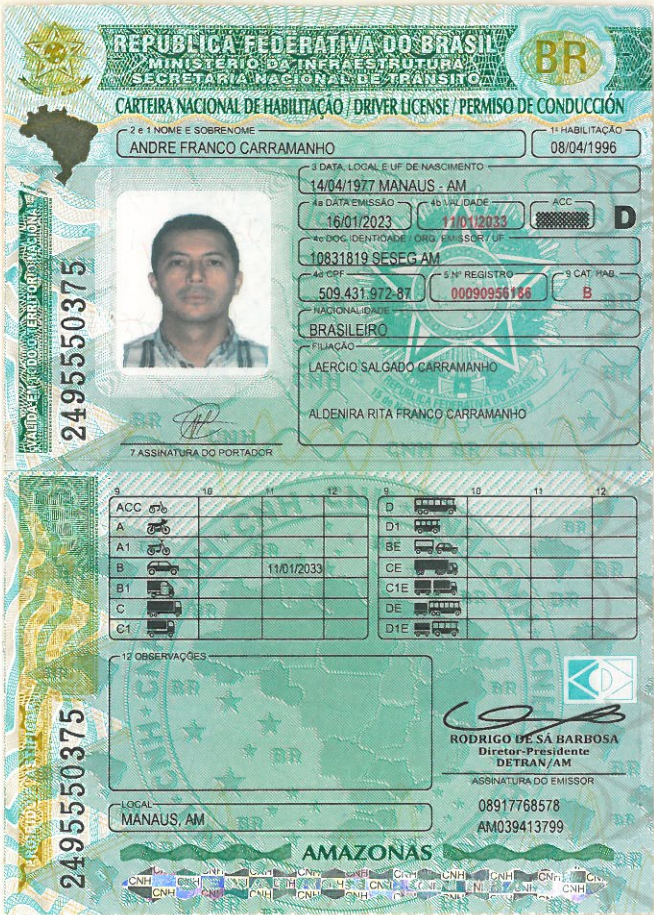 REPÚBLICA FEDERATIVA DO BRASIL
MINISTÉRIO DA INFRAESTRUTURA
SECRETARIA NACIONAL DE TRÂNSITO
BR
CARTEIRA NACIONAL DE HABILITAÇÃO / DRIVER LICENSE / PERMISO DE CONDUCCIÓN
2 e 1 NOME E SOBRENOME
ANDRE FRANCO CARRAMANHO
1ª HABILITAÇÃO
08/04/1996
3 DATA, LOCAL E UF DE NASCIMENTO
14/04/1977 MANAUS - AM
4a DATA EMISSÃO
16/01/2023
4b VALIDADE
11/01/2033
ACC
D
4c DOC IDENTIDADE / ORG. EMISSOR / UF
10831819 SESEG AM
4d CPF
509.431.972-87
5 Nº REGISTRO
00090956186
9 CAT. HAB.
B
NACIONALIDADE
BRASILEIRO
FILIAÇÃO
LAERCIO SALGADO CARRAMANHO
ALDENIRA RITA FRANCO CARRAMANHO
7 ASSINATURA DO PORTADOR
VÁLIDA EM TODO O TERRITÓRIO NACIONAL
2495550375
9 10 11 12 9 10 11 12
ACC D
A D1
A1 BE
B 11/01/2033 CE
B1 C1E
C DE
C1 D1E
12 OBSERVAÇÕES
RODRIGO DE SÁ BARBOSA
Diretor-Presidente
DETRAN/AM
ASSINATURA DO EMISSOR
LOCAL
MANAUS, AM
08917768578
AM039413799
2495550375
AMAZONAS